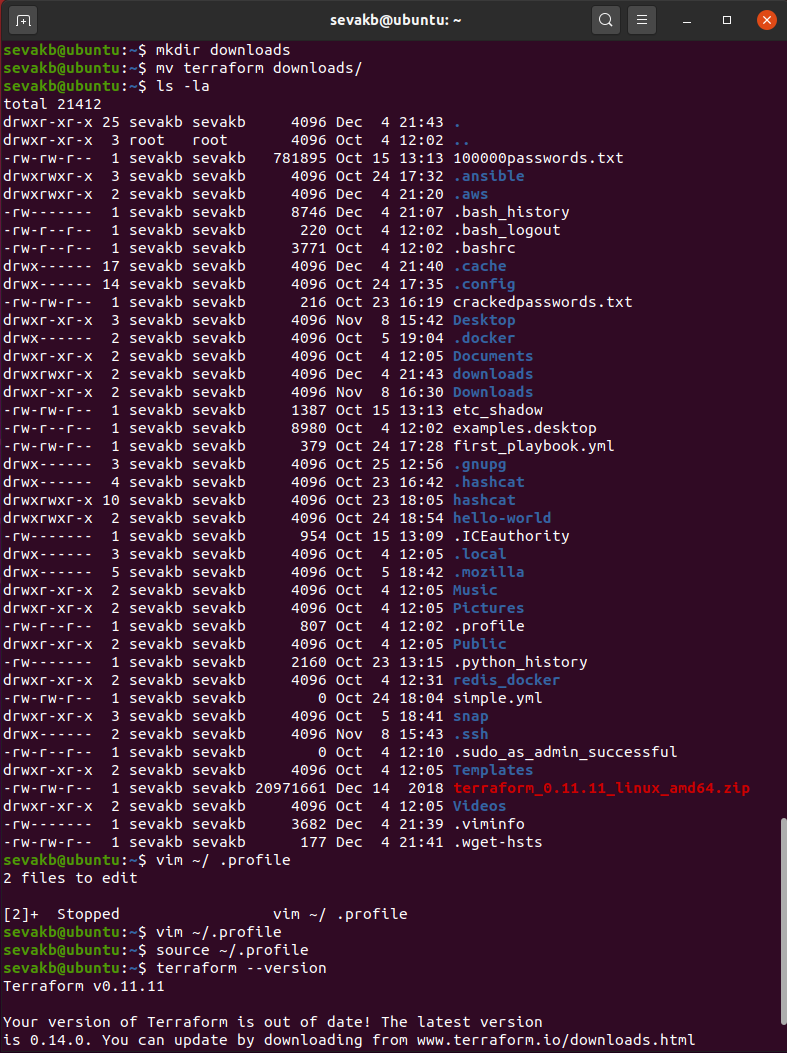 sevakb@ubuntu: ~
sevakb@ubuntu:~$ mkdir downloads
sevakb@ubuntu:~$ mv terraform downloads/
sevakb@ubuntu:~$ ls -la
total 21412
drwxr-xr-x 25 sevakb sevakb     4096 Dec  4 21:43 .
drwxr-xr-x  3 root   root       4096 Oct  4 12:02 ..
-rw-rw-r--  1 sevakb sevakb   781895 Oct 15 13:13 100000passwords.txt
drwxrwxr-x  3 sevakb sevakb     4096 Oct 24 17:32 .ansible
drwxrwxr-x  2 sevakb sevakb     4096 Dec  4 21:20 .aws
-rw-------  1 sevakb sevakb     8746 Dec  4 21:07 .bash_history
-rw-r--r--  1 sevakb sevakb      220 Oct  4 12:02 .bash_logout
-rw-r--r--  1 sevakb sevakb     3771 Oct  4 12:02 .bashrc
drwx------ 17 sevakb sevakb     4096 Dec  4 21:40 .cache
drwx------ 14 sevakb sevakb     4096 Oct 24 17:35 .config
-rw-rw-r--  1 sevakb sevakb      216 Oct 23 16:19 crackedpasswords.txt
drwxr-xr-x  3 sevakb sevakb     4096 Nov  8 15:42 Desktop
drwx------  2 sevakb sevakb     4096 Oct  5 19:04 .docker
drwxr-xr-x  2 sevakb sevakb     4096 Oct  4 12:05 Documents
drwxrwxr-x  2 sevakb sevakb     4096 Dec  4 21:43 downloads
drwxr-xr-x  2 sevakb sevakb     4096 Nov  8 16:30 Downloads
-rw-rw-r--  1 sevakb sevakb     1387 Oct 15 13:13 etc_shadow
-rw-r--r--  1 sevakb sevakb     8980 Oct  4 12:02 examples.desktop
-rw-rw-r--  1 sevakb sevakb      379 Oct 24 17:28 first_playbook.yml
drwx------  3 sevakb sevakb     4096 Oct 25 12:56 .gnupg
drwx------  4 sevakb sevakb     4096 Oct 23 16:42 .hashcat
drwxrwxr-x 10 sevakb sevakb     4096 Oct 23 18:05 hashcat
drwxrwxr-x  2 sevakb sevakb     4096 Oct 24 18:54 hello-world
-rw-------  1 sevakb sevakb      954 Oct 15 13:09 .ICEauthority
drwx------  3 sevakb sevakb     4096 Oct  4 12:05 .local
drwx------  5 sevakb sevakb     4096 Oct  5 18:42 .mozilla
drwxr-xr-x  2 sevakb sevakb     4096 Oct  4 12:05 Music
drwxr-xr-x  2 sevakb sevakb     4096 Oct  4 12:05 Pictures
-rw-r--r--  1 sevakb sevakb      807 Oct  4 12:02 .profile
drwxr-xr-x  2 sevakb sevakb     4096 Oct  4 12:05 Public
-rw-------  1 sevakb sevakb     2160 Oct 23 13:15 .python_history
drwxr-xr-x  2 sevakb sevakb     4096 Oct  4 12:31 redis_docker
-rw-rw-r--  1 sevakb sevakb        0 Oct 24 18:04 simple.yml
drwxr-xr-x  3 sevakb sevakb     4096 Oct  5 18:41 snap
drwx------  2 sevakb sevakb     4096 Nov  8 15:43 .ssh
-rw-r--r--  1 sevakb sevakb        0 Oct  4 12:10 .sudo_as_admin_successful
drwxr-xr-x  2 sevakb sevakb     4096 Oct  4 12:05 Templates
-rw-rw-r--  1 sevakb sevakb 20971661 Dec 14  2018 terraform_0.11.11_linux_amd64.zip
drwxr-xr-x  2 sevakb sevakb     4096 Oct  4 12:05 Videos
-rw-------  1 sevakb sevakb     3682 Dec  4 21:39 .viminfo
-rw-rw-r--  1 sevakb sevakb      177 Dec  4 21:41 .wget-hsts
sevakb@ubuntu:~$ vim ~/ .profile
2 files to edit
[2]+  Stopped                 vim ~/ .profile
sevakb@ubuntu:~$ vim ~/.profile
sevakb@ubuntu:~$ source ~/.profile
sevakb@ubuntu:~$ terraform --version
Terraform v0.11.11
Your version of Terraform is out of date! The latest version
is 0.14.0. You can update by downloading from www.terraform.io/downloads.html